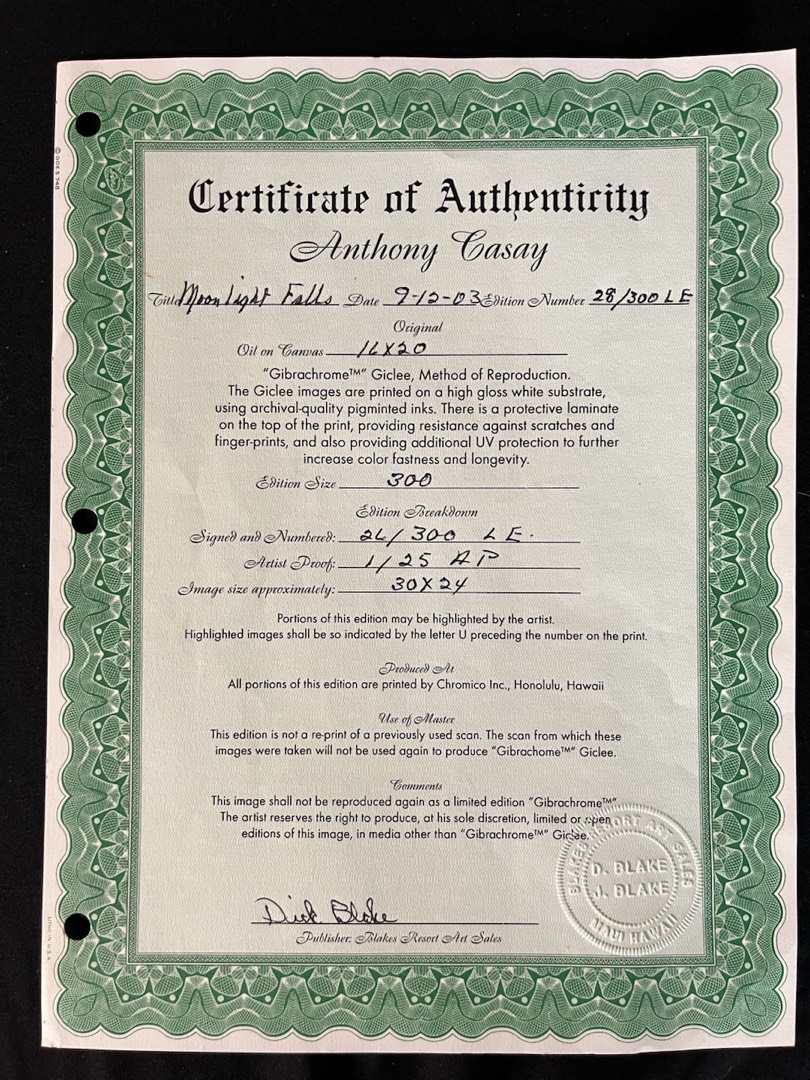 Certificate of Authenticity
Anthony Casay
Title Moonlight Falls Date 9-12-03 Edition Number 28/300 LE
Original
Oil on Canvas 16X20
"Gibrachrome™" Giclee, Method of Reproduction.
The Giclee images are printed on a high gloss white substrate,
using archival-quality pigminted inks. There is a protective laminate
on the top of the print, providing resistance against scratches and
finger-prints, and also providing additional UV protection to further
increase color fastness and longevity.
Edition Size 300
Edition Breakdown
Signed and Numbered: 26/300 LE.
Artist Proof: 1/25 AP
Image size approximately: 30X24
Portions of this edition may be highlighted by the artist.
Highlighted images shall be so indicated by the letter U preceding the number on the print.
Produced At
All portions of this edition are printed by Chromico Inc., Honolulu, Hawaii
Use of Master
This edition is not a re-print of a previously used scan. The scan from which these
images were taken will not be used again to produce "Gibrachome™" Giclee.
Comments
This image shall not be reproduced again as a limited edition "Gibrachrome™"
The artist reserves the right to produce, at his sole discretion, limited or open
editions of this image, in media other than "Gibrachrome™" Giclee.
BLAKES RESORT ART SALES
D. BLAKE
J. BLAKE
MAUI HAWAII
Dick Blake
Publisher: Blakes Resort Art Sales
LITHO IN U.S.A.